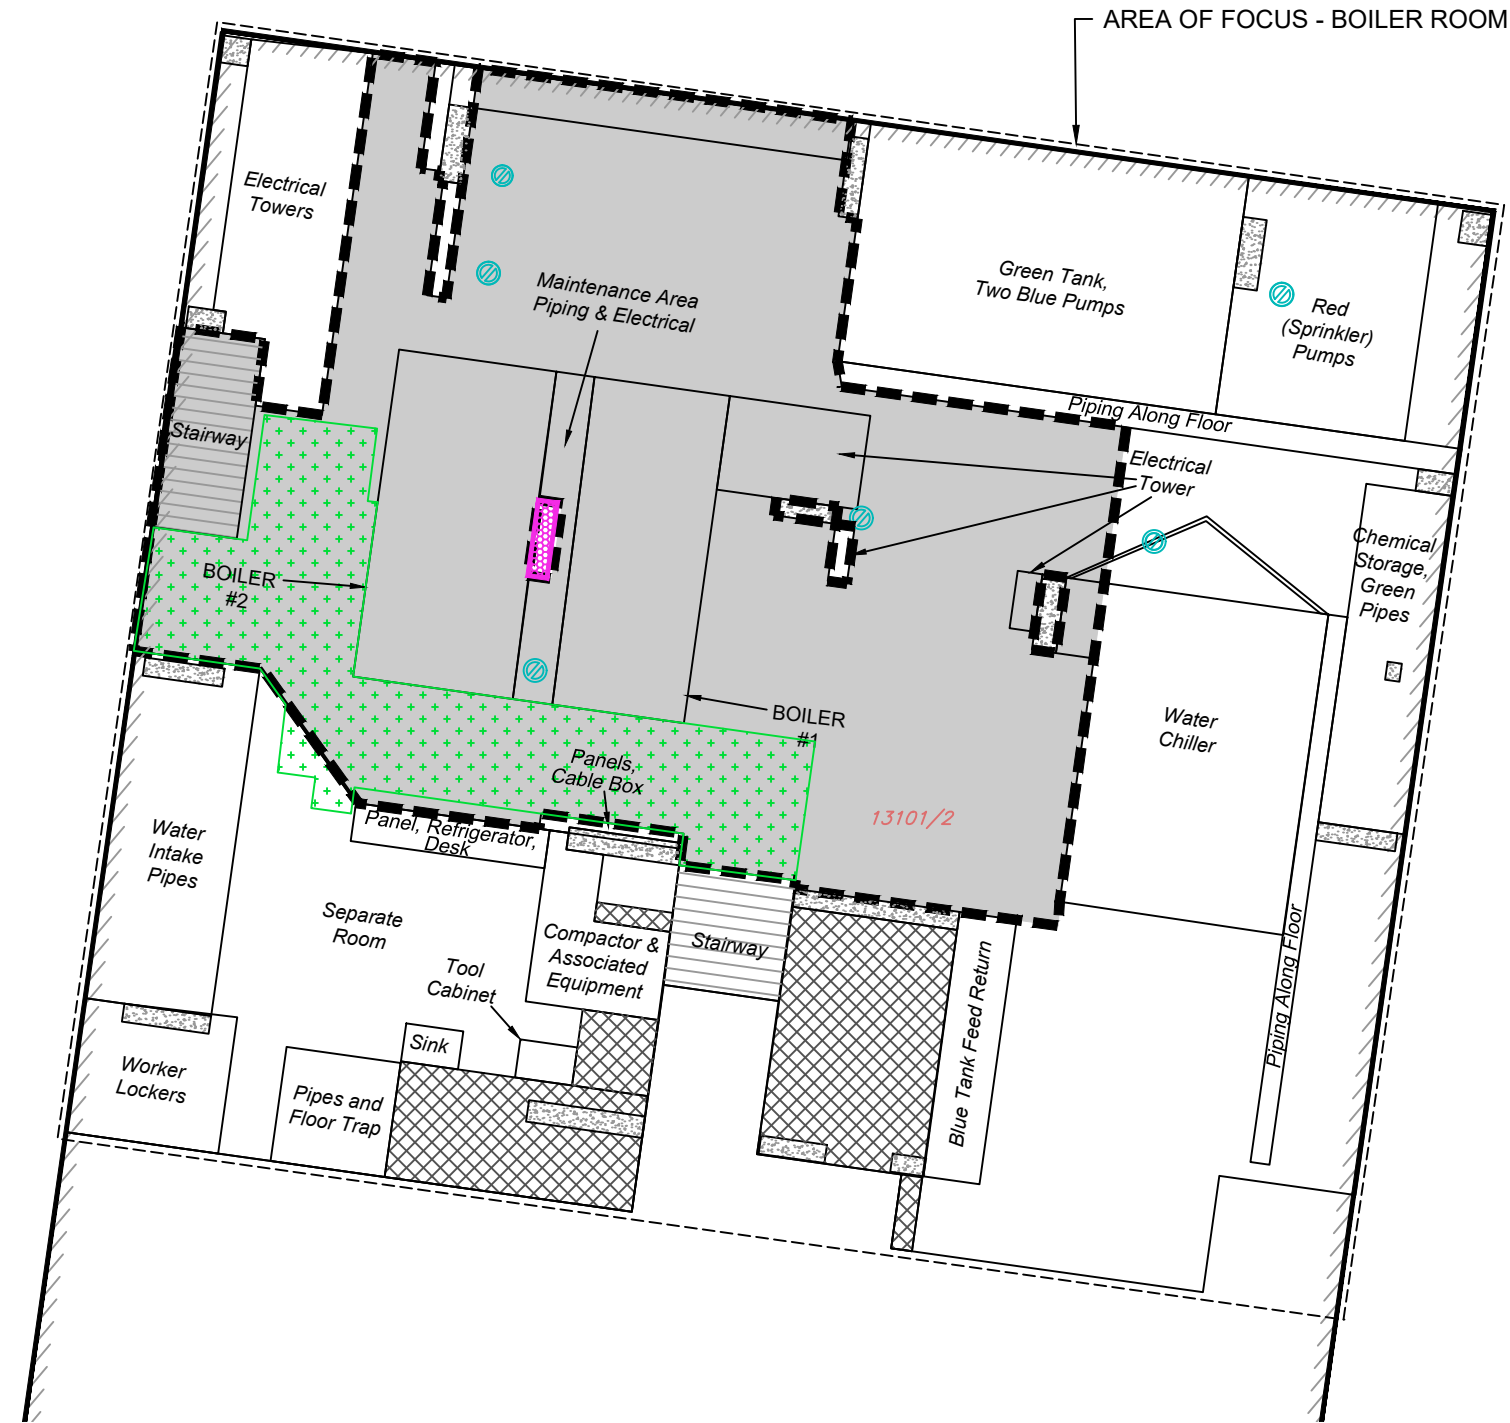 AREA OF FOCUS - BOILER ROOM
Electrical
Towers
Maintenance Area
Piping & Electrical
Green Tank,
Two Blue Pumps
Red
(Sprinkler)
Pumps
Piping Along Floor
Stairway
Electrical
Tower
Chemical
Storage,
Green
Pipes
BOILER
#2
BOILER
#1
Water
Chiller
Panels,
Cable Box
13101/2
Panel, Refrigerator,
Desk
Water
Intake
Pipes
Separate
Room
Compactor &
Associated
Equipment
Stairway
Tool
Cabinet
Blue Tank Feed Return
Piping Along Floor
Sink
Worker
Lockers
Pipes and
Floor Trap